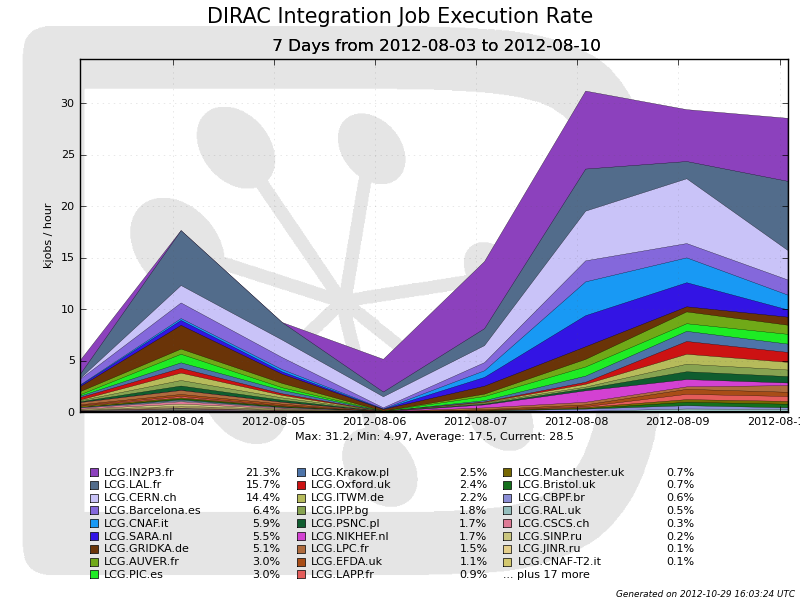 DIRAC Integration Job Execution Rate
7 Days from 2012-08-03 to 2012-08-10
kjobs / hour
30
25
20
15
10
5
0
2012-08-04 2012-08-05 2012-08-06 2012-08-07 2012-08-08 2012-08-09 2012-08-1
Max: 31.2, Min: 4.97, Average: 17.5, Current: 28.5
LCG.IN2P3.fr 21.3% LCG.Krakow.pl 2.5% LCG.Manchester.uk 0.7%
LCG.LAL.fr 15.7% LCG.Oxford.uk 2.4% LCG.Bristol.uk 0.7%
LCG.CERN.ch 14.4% LCG.ITWM.de 2.2% LCG.CBPF.br 0.6%
LCG.Barcelona.es 6.4% LCG.IPP.bg 1.8% LCG.RAL.uk 0.5%
LCG.CNAF.it 5.9% LCG.PSNC.pl 1.7% LCG.CSCS.ch 0.3%
LCG.SARA.nl 5.5% LCG.NIKHEF.nl 1.7% LCG.SINP.ru 0.2%
LCG.GRIDKA.de 5.1% LCG.LPC.fr 1.5% LCG.JINR.ru 0.1%
LCG.AUVER.fr 3.0% LCG.EFDA.uk 1.1% LCG.CNAF-T2.it 0.1%
LCG.PIC.es 3.0% LCG.LAPP.fr 0.9% ... plus 17 more
Generated on 2012-10-29 16:03:24 UTC